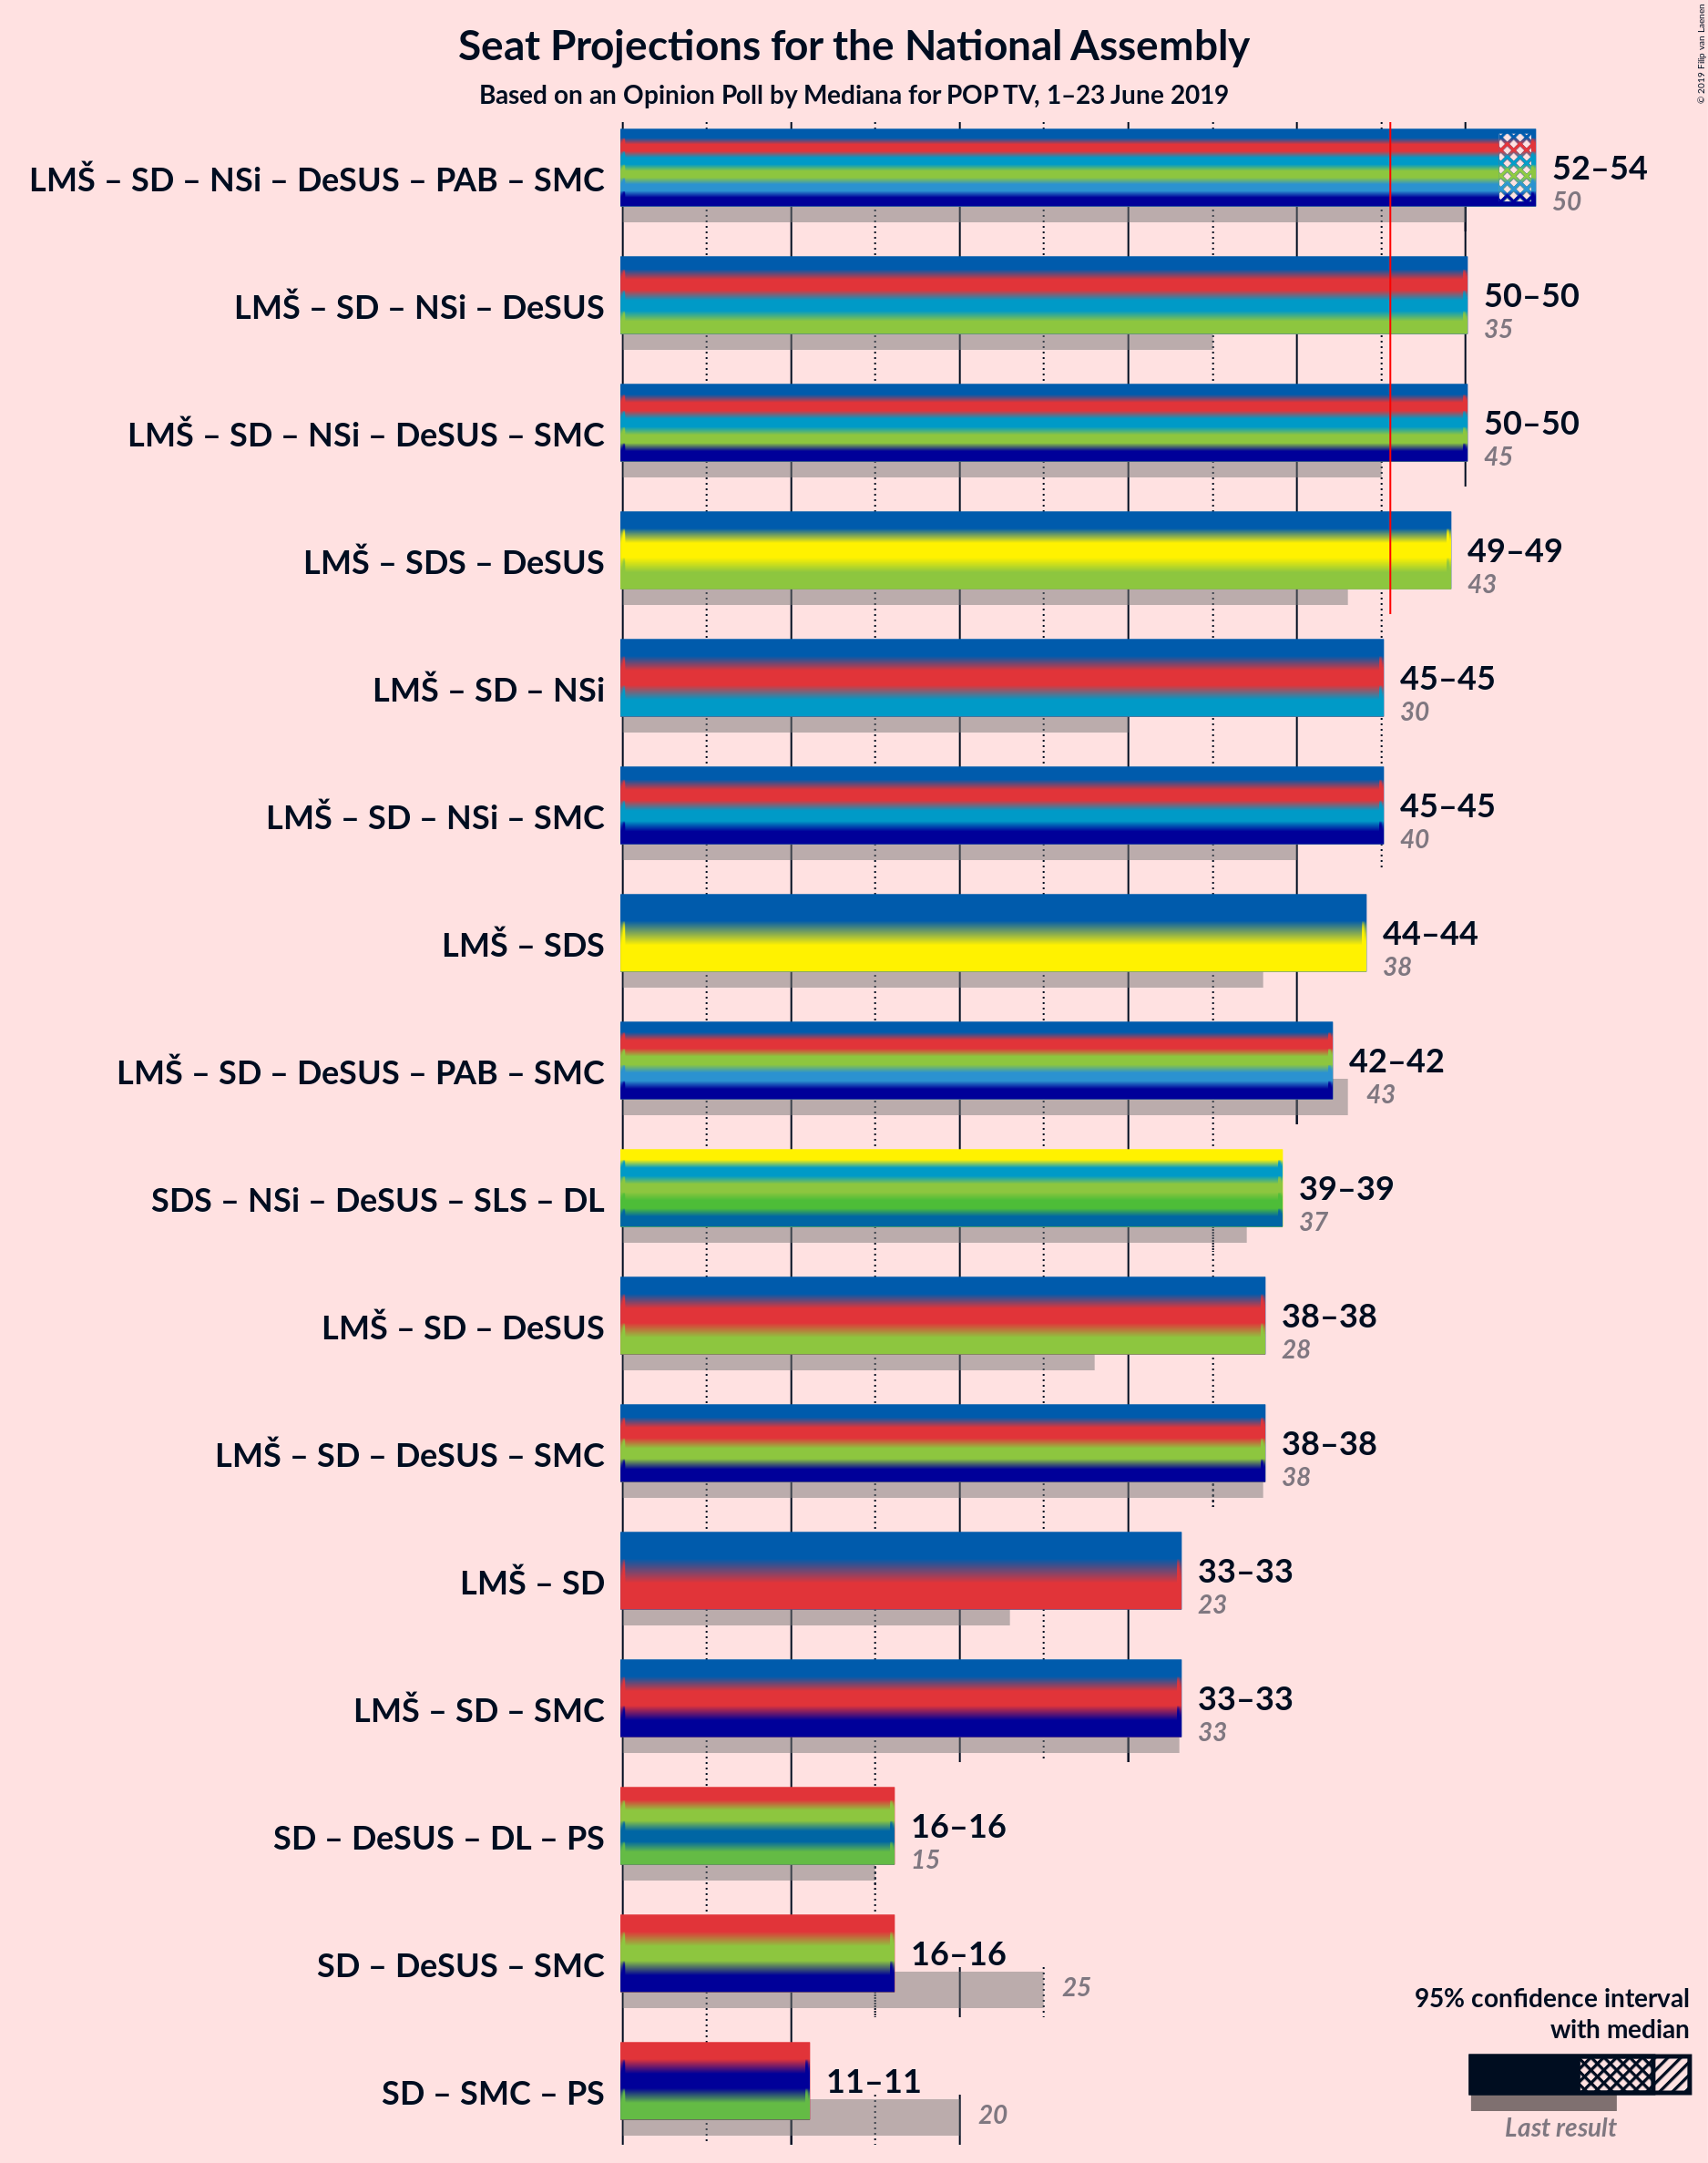 Seat Projections for the National Assembly
Based on an Opinion Poll by Mediana for POP TV, 1–23 June 2019
© 2019 Filip van Laenen
LMŠ – SD – NSi – DeSUS – PAB – SMC
52–54
50
LMŠ – SD – NSi – DeSUS
50–50
35
LMŠ – SD – NSi – DeSUS – SMC
50–50
45
LMŠ – SDS – DeSUS
49–49
43
LMŠ – SD – NSi
45–45
30
LMŠ – SD – NSi – SMC
45–45
40
LMŠ – SDS
44–44
38
LMŠ – SD – DeSUS – PAB – SMC
42–42
43
SDS – NSi – DeSUS – SLS – DL
39–39
37
LMŠ – SD – DeSUS
38–38
28
LMŠ – SD – DeSUS – SMC
38–38
38
LMŠ – SD
33–33
23
LMŠ – SD – SMC
33–33
33
SD – DeSUS – DL – PS
16–16
15
SD – DeSUS – SMC
16–16
25
SD – SMC – PS
11–11
20
95% confidence interval
with median
Last result